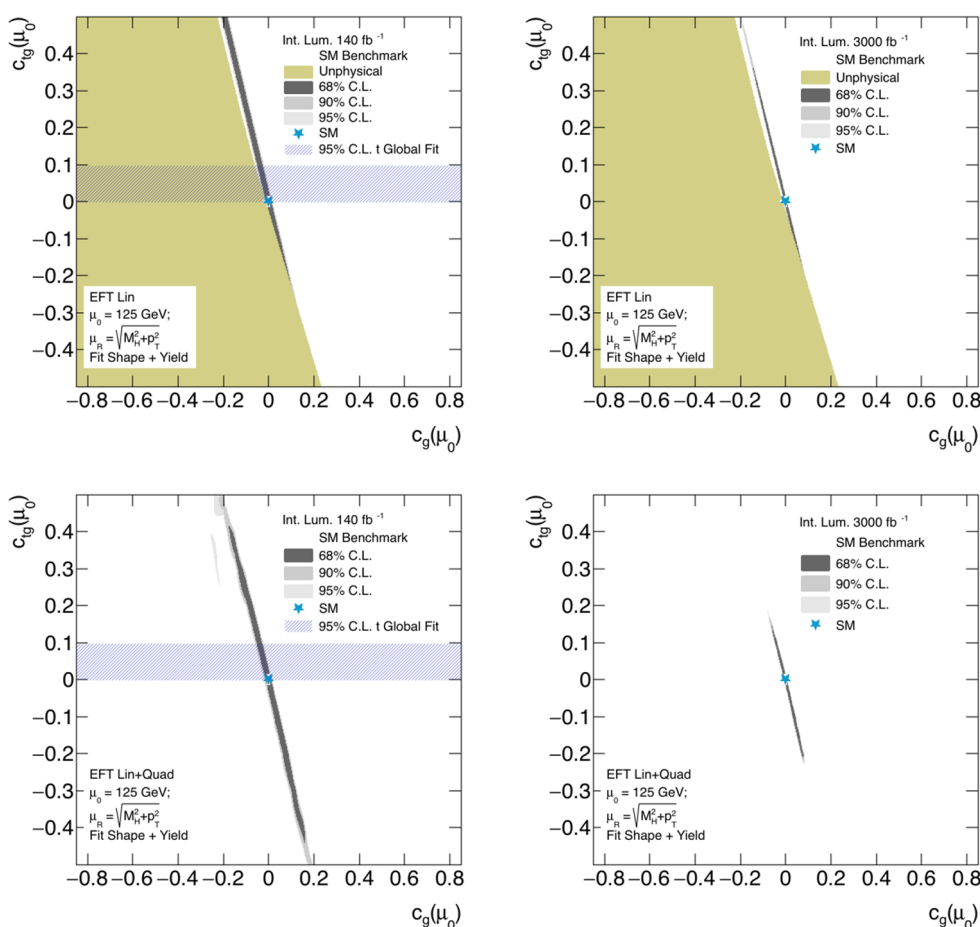 c_tg(μ_0)
0.4
0.3
0.2
0.1
0
−0.1
−0.2
−0.3
−0.4
Int. Lum. 140 fb ⁻¹
SM Benchmark
Unphysical
68% C.L.
90% C.L.
95% C.L.
SM
95% C.L. t Global Fit
EFT Lin
μ_0 = 125 GeV;
μ_R = √M_H^2+p_T^2
Fit Shape + Yield
−0.8 −0.6 −0.4 −0.2 0 0.2 0.4 0.6 0.8
c_g(μ_0)
c_tg(μ_0)
0.4
0.3
0.2
0.1
0
−0.1
−0.2
−0.3
−0.4
Int. Lum. 3000 fb ⁻¹
SM Benchmark
Unphysical
68% C.L.
90% C.L.
95% C.L.
SM
EFT Lin
μ_0 = 125 GeV;
μ_R = √M_H^2+p_T^2
Fit Shape + Yield
−0.8 −0.6 −0.4 −0.2 0 0.2 0.4 0.6 0.8
c_g(μ_0)
c_tg(μ_0)
0.4
0.3
0.2
0.1
0
−0.1
−0.2
−0.3
−0.4
Int. Lum. 140 fb ⁻¹
SM Benchmark
68% C.L.
90% C.L.
95% C.L.
SM
95% C.L. t Global Fit
EFT Lin+Quad
μ_0 = 125 GeV;
μ_R = √M_H^2+p_T^2
Fit Shape + Yield
−0.8 −0.6 −0.4 −0.2 0 0.2 0.4 0.6 0.8
c_g(μ_0)
c_tg(μ_0)
0.4
0.3
0.2
0.1
0
−0.1
−0.2
−0.3
−0.4
Int. Lum. 3000 fb ⁻¹
SM Benchmark
68% C.L.
90% C.L.
95% C.L.
SM
EFT Lin+Quad
μ_0 = 125 GeV;
μ_R = √M_H^2+p_T^2
Fit Shape + Yield
−0.8 −0.6 −0.4 −0.2 0 0.2 0.4 0.6 0.8
c_g(μ_0)